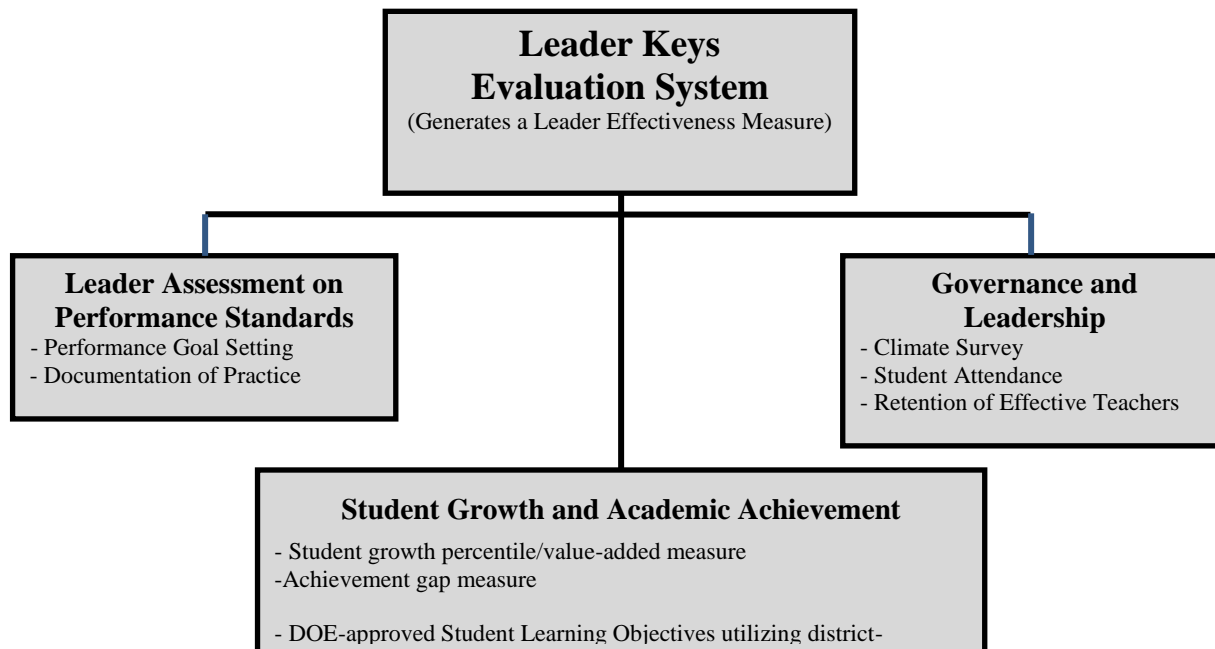 Leader Keys
Evaluation System
(Generates a Leader Effectiveness Measure)
Leader Assessment on
Performance Standards
- Performance Goal Setting
- Documentation of Practice
Governance and
Leadership
- Climate Survey
- Student Attendance
- Retention of Effective Teachers
Student Growth and Academic Achievement
- Student growth percentile/value-added measure
-Achievement gap measure
- DOE-approved Student Learning Objectives utilizing district-